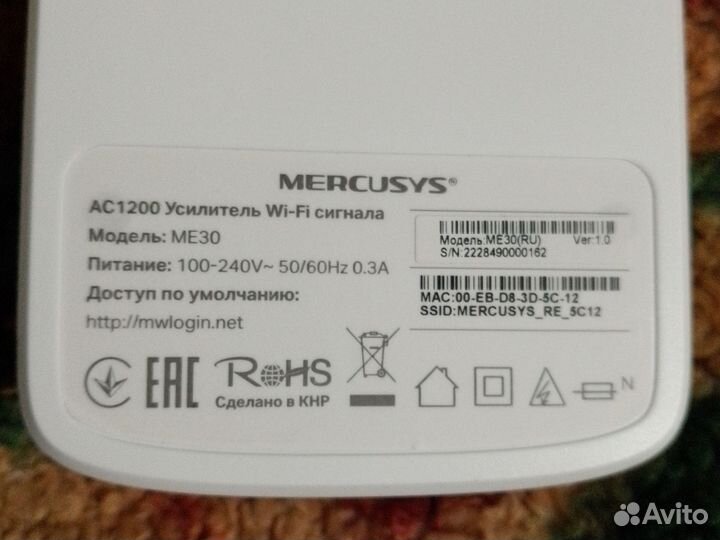 MERCUSYS®
AC1200 Усилитель Wi-Fi сигнала
Модель: ME30
Питание: 100-240V~ 50/60Hz 0.3A
Доступ по умолчанию:
http://mwlogin.net
Модель:ME30(RU) Ver:1.0
S/N:2228490000162
MAC:00-EB-D8-3D-5C-12
SSID:MERCUSYS_RE_5C12
EAC RoHS
Сделано в КНР
N
Avito